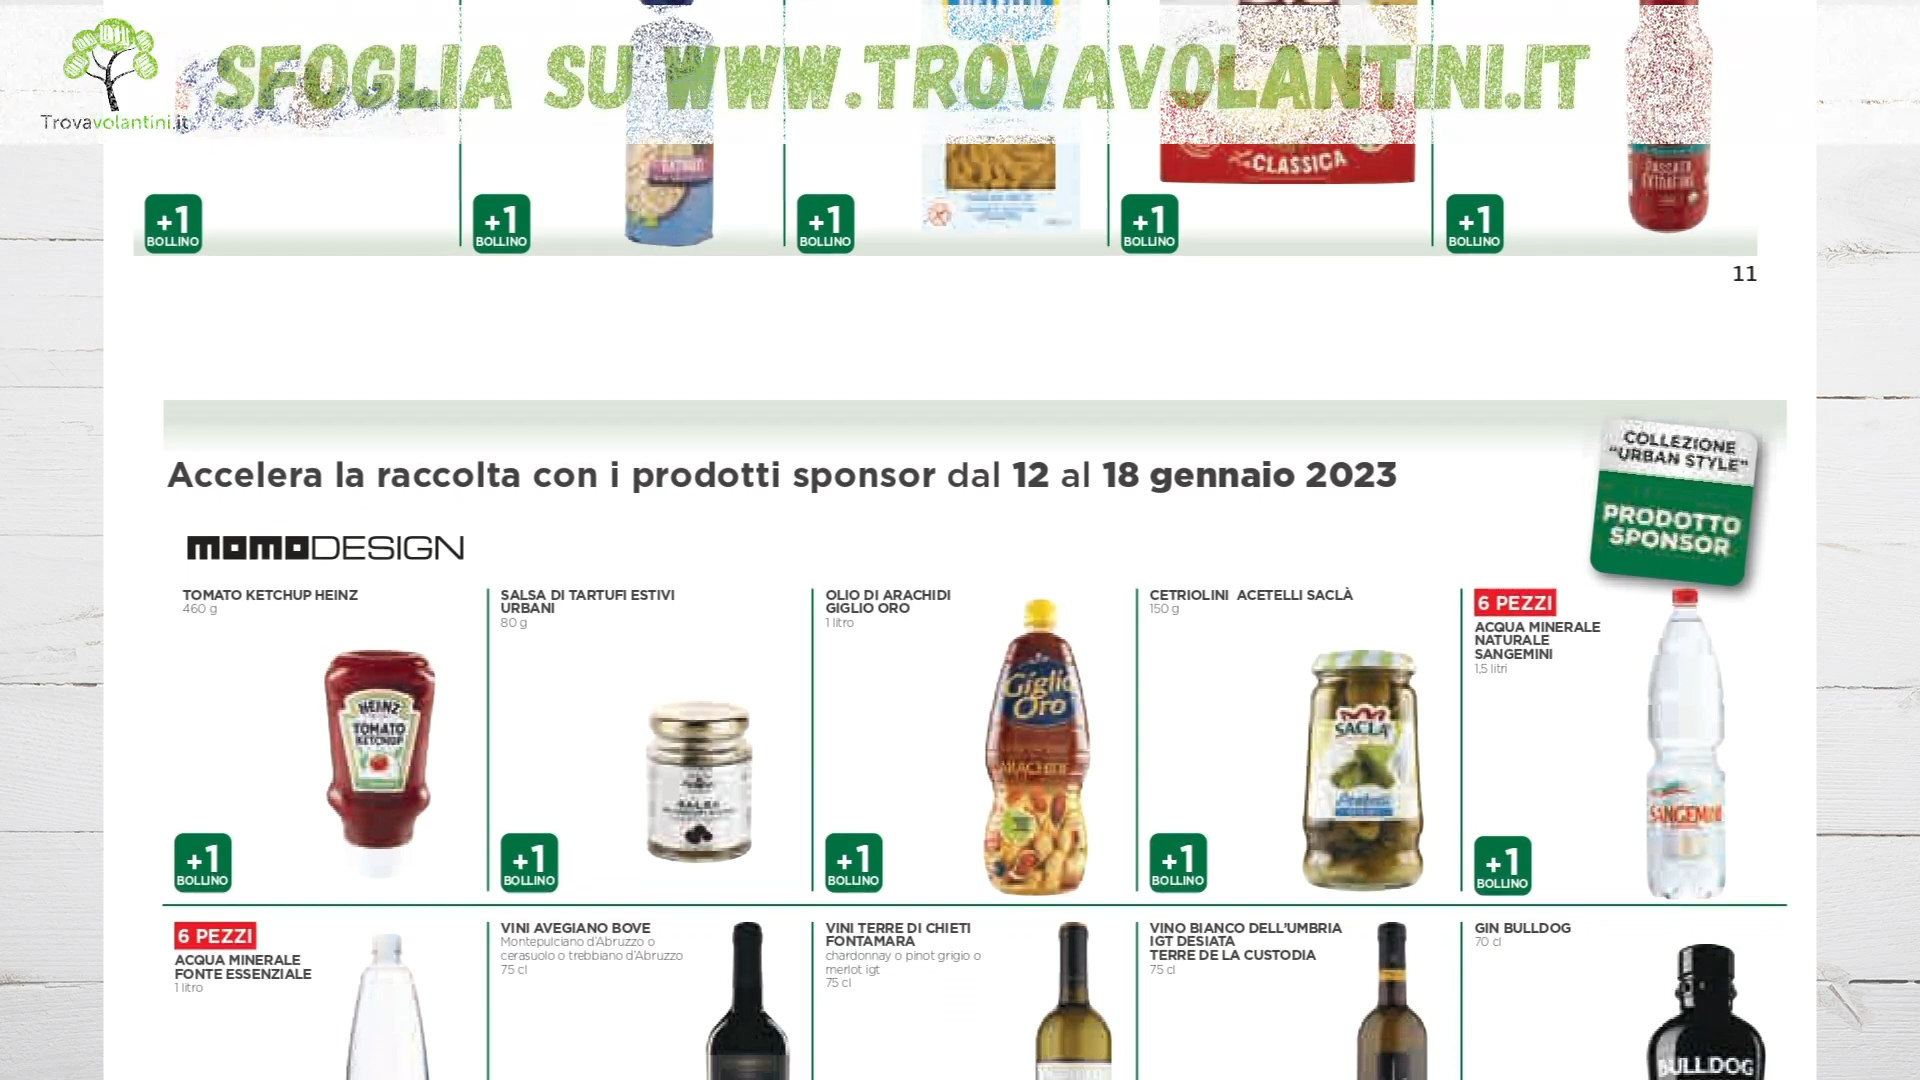 SFOGLIA SU WWW.TROVAVOLANTINI.IT
Trovavolantini.it
CLASSICA
PASSATA
+1
BOLLINO
+1
BOLLINO
+1
BOLLINO
+1
BOLLINO
+1
BOLLINO
11
COLLEZIONE
"URBAN STYLE"
PRODOTTO
SPONSOR
Accelera la raccolta con i prodotti sponsor dal 12 al 18 gennaio 2023
momoDESIGN
TOMATO KETCHUP HEINZ
460 g
HEINZ
TOMATO
KETCHUP
+1
BOLLINO
SALSA DI TARTUFI ESTIVI
URBANI
80 g
SALSA
+1
BOLLINO
OLIO DI ARACHIDI
GIGLIO ORO
1 litro
Giglio
Oro
ARACHIDE
+1
BOLLINO
CETRIOLINI ACETELLI SACLÀ
150 g
SACLÀ
+1
BOLLINO
6 PEZZI
ACQUA MINERALE
NATURALE
SANGEMINI
1,5 litri
SANGEMINI
+1
BOLLINO
6 PEZZI
ACQUA MINERALE
FONTE ESSENZIALE
1 litro
VINI AVEGIANO BOVE
Montepulciano d'Abruzzo o
cerasuolo o trebbiano d'Abruzzo
75 cl
VINI TERRE DI CHIETI
FONTAMARA
chardonnay o pinot grigio o
merlot igt
75 cl
VINO BIANCO DELL'UMBRIA
IGT DESIATA
TERRE DE LA CUSTODIA
75 cl
GIN BULLDOG
70 cl
BULLDOG